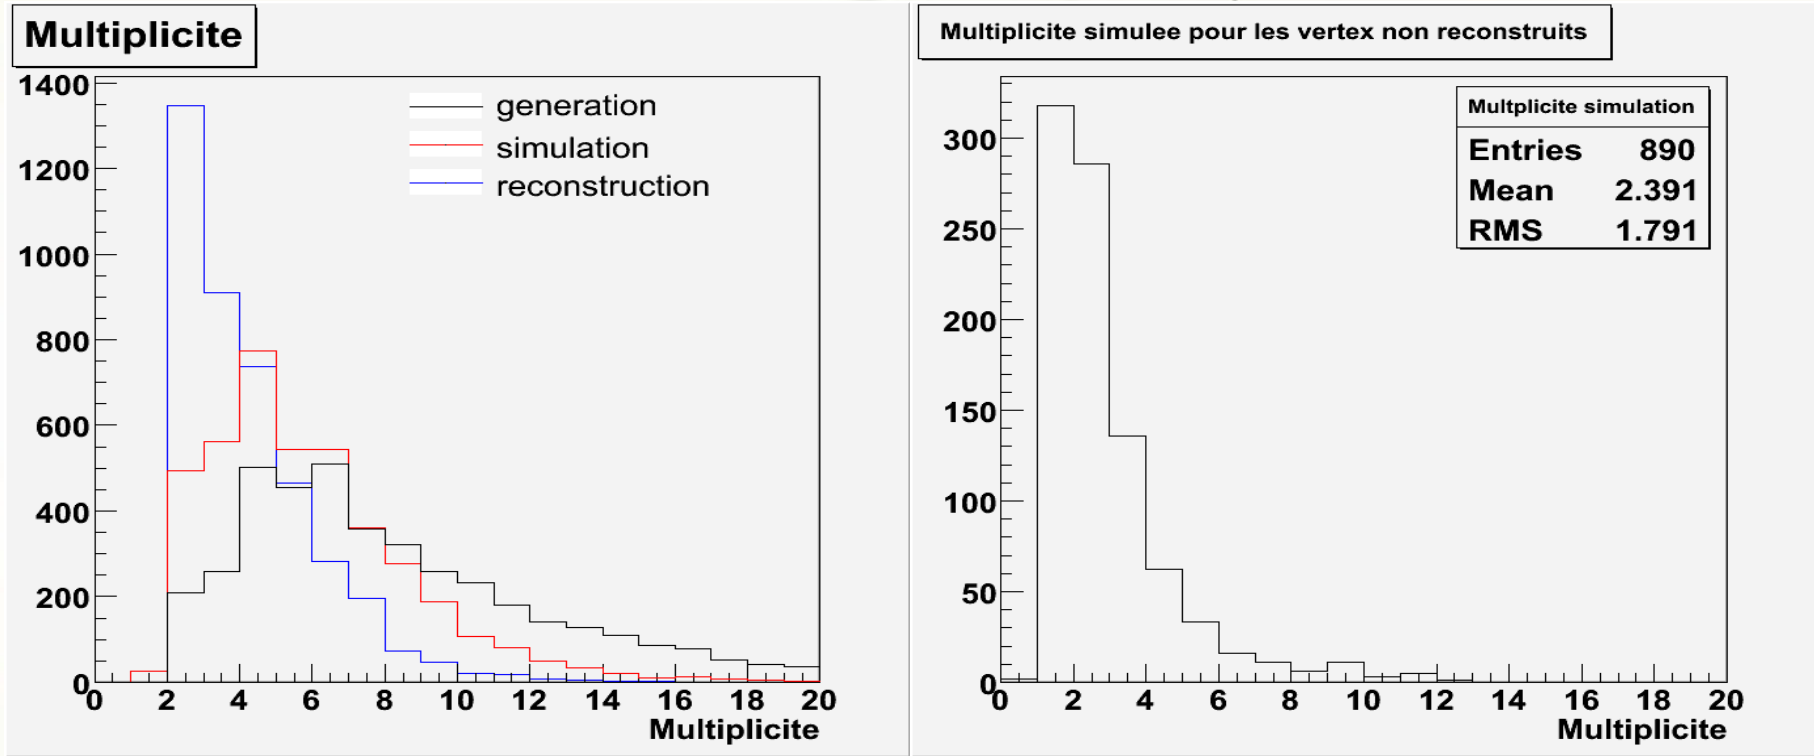 Multiplicite
1400
1200
1000
800
600
400
200
0
0 2 4 6 8 10 12 14 16 18 20
Multiplicite
generation
simulation
reconstruction
Multiplicite simulee pour les vertex non reconstruits
300
250
200
150
100
50
0
0 2 4 6 8 10 12 14 16 18 20
Multiplicite
Multplicite simulation
Entries 890
Mean 2.391
RMS 1.791